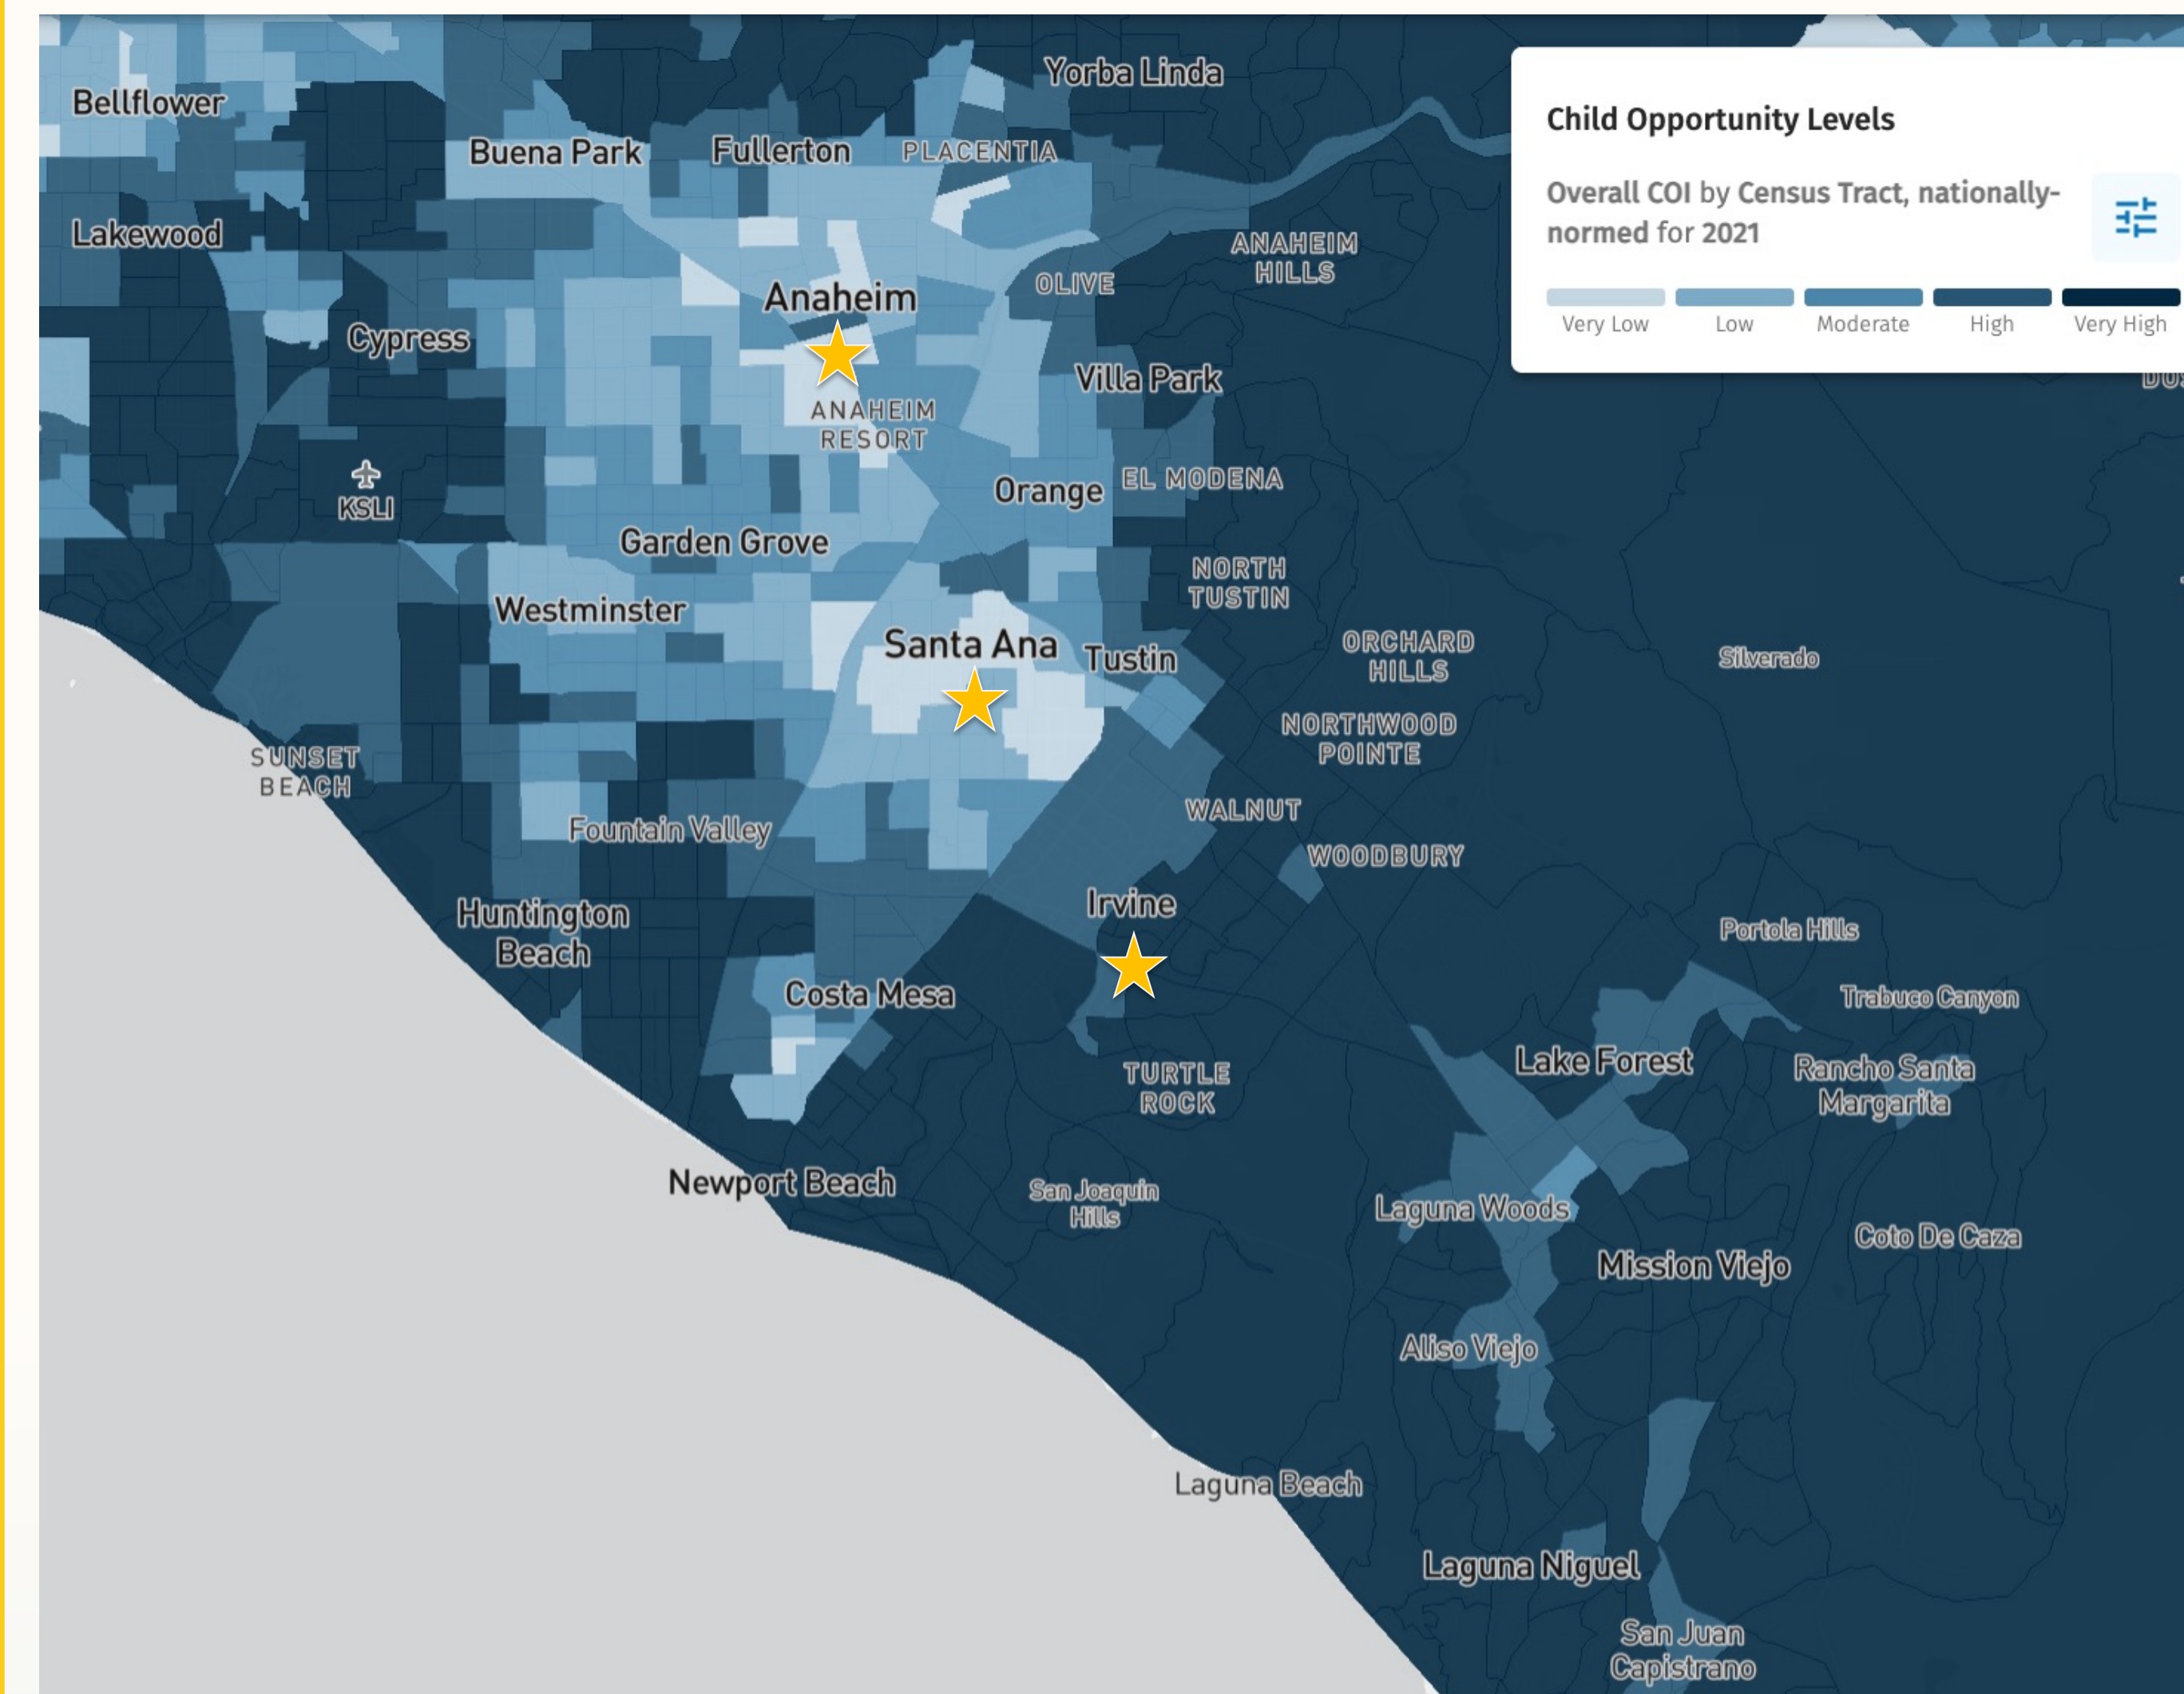 Yorba Linda
Bellflower
Buena Park
Fullerton
PLACENTIA
Lakewood
ANAHEIM
HILLS
OLIVE
Anaheim
Cypress
Villa Park
ANAHEIM
RESORT
KSLI
Orange
EL MODENA
Garden Grove
NORTH
TUSTIN
Westminster
Santa Ana
Tustin
ORCHARD
HILLS
Silverado
NORTHWOOD
POINTE
SUNSET
BEACH
WALNUT
Fountain Valley
WOODBURY
Irvine
Huntington
Beach
Portola Hills
Costa Mesa
Trabuco Canyon
Lake Forest
Rancho Santa
Margarita
TURTLE
ROCK
Newport Beach
San Joaquin
Hills
Laguna Woods
Coto De Caza
Mission Viejo
Aliso Viejo
Laguna Beach
Laguna Niguel
San Juan
Capistrano
Child Opportunity Levels
Overall COI by Census Tract, nationally-
normed for 2021
Very Low
Low
Moderate
High
Very High